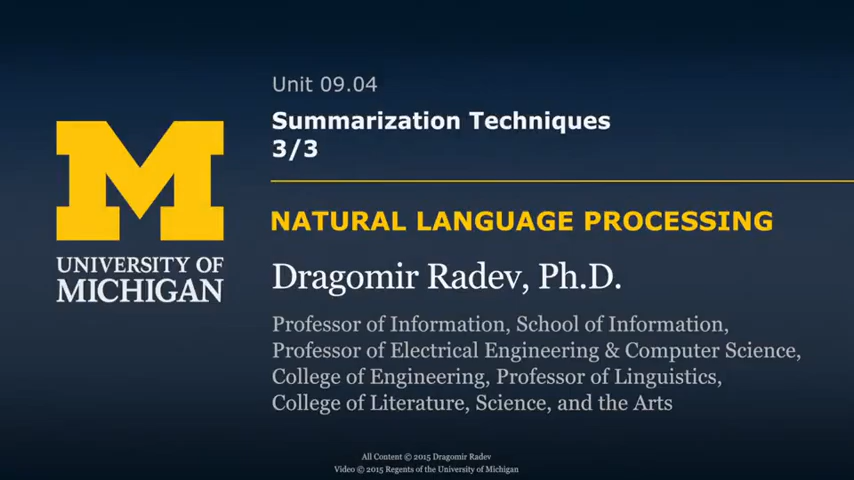 Unit 09.04
Summarization Techniques
3/3
NATURAL LANGUAGE PROCESSING
UNIVERSITY OF
MICHIGAN
Dragomir Radev, Ph.D.
Professor of Information, School of Information,
Professor of Electrical Engineering & Computer Science,
College of Engineering, Professor of Linguistics,
College of Literature, Science, and the Arts
All Content © 2015 Dragomir Radev
Video © 2015 Regents of the University of Michigan